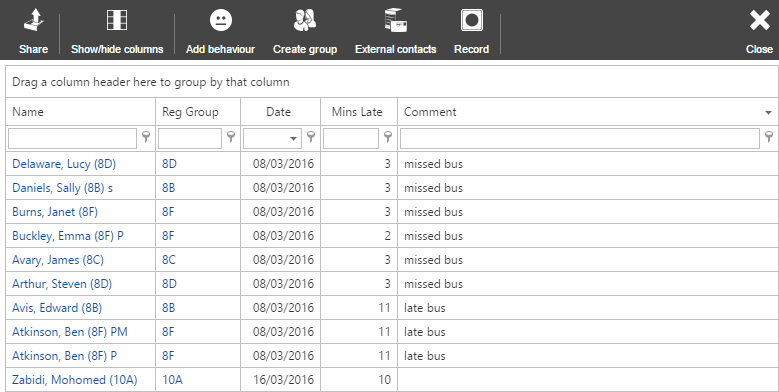 Share Show/hide columns Add behaviour Create group External contacts Record Close
Drag a column header here to group by that column
Name Reg Group Date Mins Late Comment
Delaware, Lucy (8D) 8D 08/03/2016 3 missed bus
Daniels, Sally (8B) s 8B 08/03/2016 3 missed bus
Burns, Janet (8F) 8F 08/03/2016 3 missed bus
Buckley, Emma (8F) P 8F 08/03/2016 2 missed bus
Avary, James (8C) 8C 08/03/2016 3 missed bus
Arthur, Steven (8D) 8D 08/03/2016 3 missed bus
Avis, Edward (8B) 8B 08/03/2016 11 late bus
Atkinson, Ben (8F) PM 8F 08/03/2016 11 late bus
Atkinson, Ben (8F) P 8F 08/03/2016 11 late bus
Zabidi, Mohomed (10A) 10A 16/03/2016 10